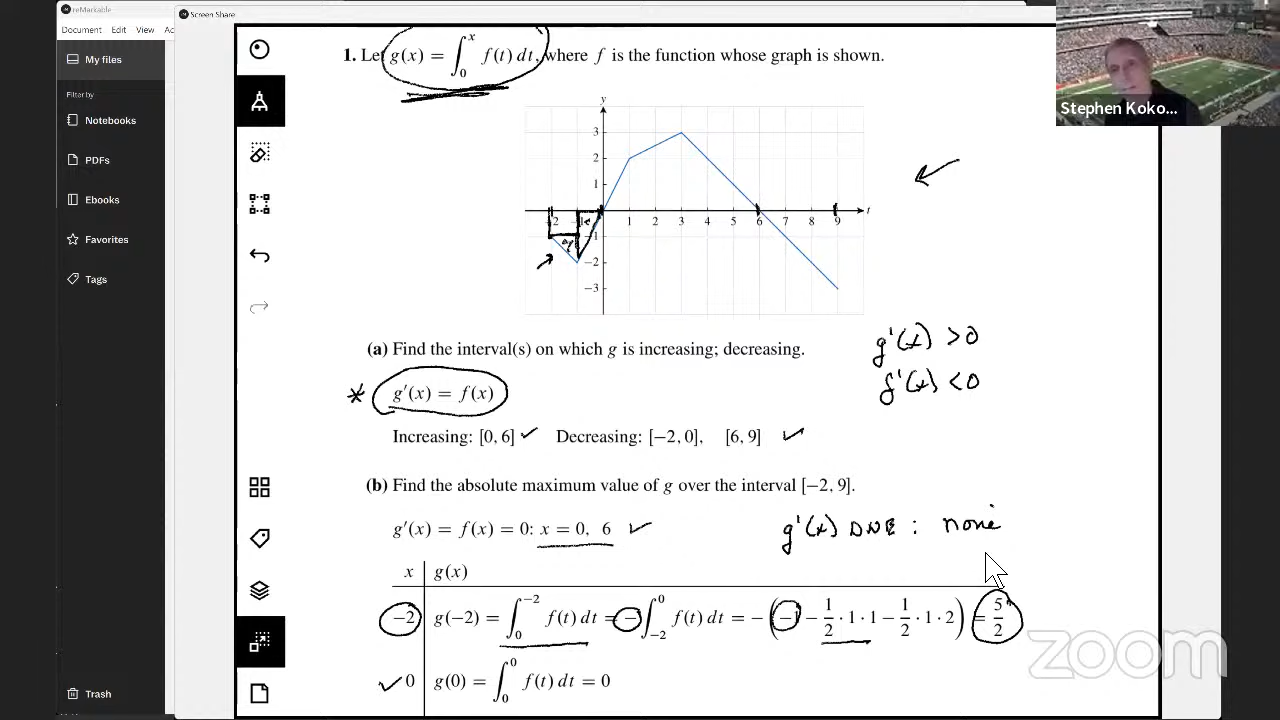 reMarkable
Screen Share
Document Edit View A
My files
Filter by
Notebooks
PDFs
Ebooks
Favorites
Tags
Trash
Stephen Koko...
1. Let g(x) = ∫₀ˣ f(t) dt, where f is the function whose graph is shown.
y
3
2
1
-2 -1 1 2 3 4 5 6 7 8 9 t
-1
-2
-3
(a) Find the interval(s) on which g is increasing; decreasing.
g'(x) > 0
g'(x) < 0
* g′(x) = f(x)
Increasing: [0, 6] ✓ Decreasing: [−2, 0], [6, 9] ✓
(b) Find the absolute maximum value of g over the interval [−2, 9].
g′(x) = f(x) = 0: x = 0, 6 ✓ g'(x) DNE : none
x g(x)
−2 g(−2) = ∫₀⁻² f(t) dt = −∫₋₂⁰ f(t) dt = −(−1 − 1/2 · 1 · 1 − 1/2 · 1 · 2) = 5/2
✓ 0 g(0) = ∫₀⁰ f(t) dt = 0
zoom